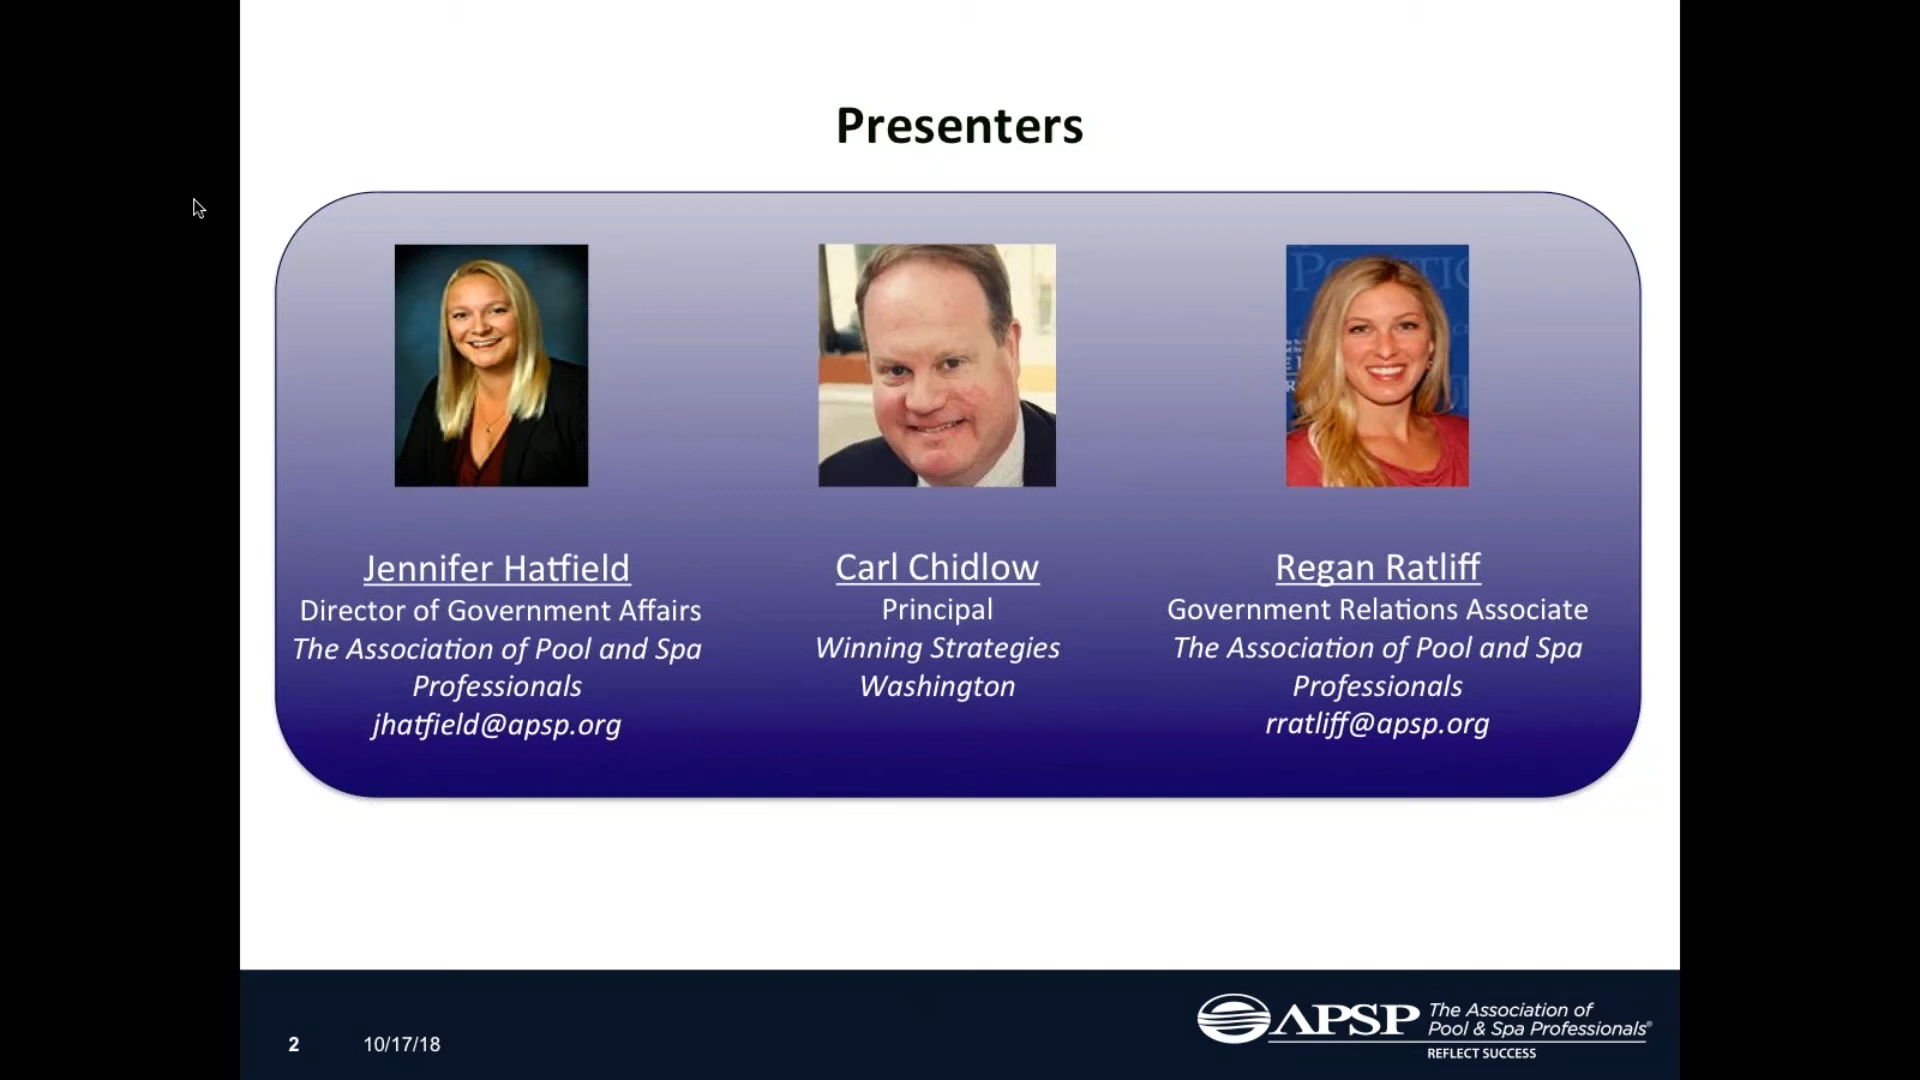 Presenters
Jennifer Hatfield
Director of Government Affairs
The Association of Pool and Spa
Professionals
jhatfield@apsp.org
Carl Chidlow
Principal
Winning Strategies
Washington
Regan Ratliff
Government Relations Associate
The Association of Pool and Spa
Professionals
rratliff@apsp.org
2
10/17/18
APSP
The Association of
Pool & Spa Professionals®
REFLECT SUCCESS